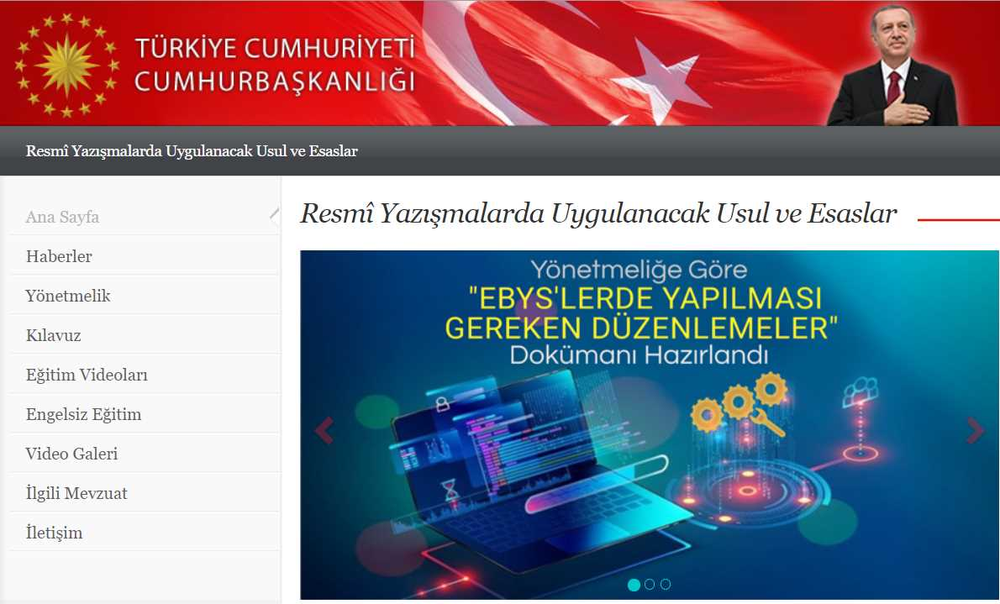 TÜRKİYE CUMHURİYETİ
CUMHURBAŞKANLIĞI
Resmî Yazışmalarda Uygulanacak Usul ve Esaslar
Ana Sayfa
Haberler
Yönetmelik
Kılavuz
Eğitim Videoları
Engelsiz Eğitim
Video Galeri
İlgili Mevzuat
İletişim
Resmî Yazışmalarda Uygulanacak Usul ve Esaslar
Yönetmeliğe Göre
"EBYS'LERDE YAPILMASI
GEREKEN DÜZENLEMELER"
Dokümanı Hazırlandı